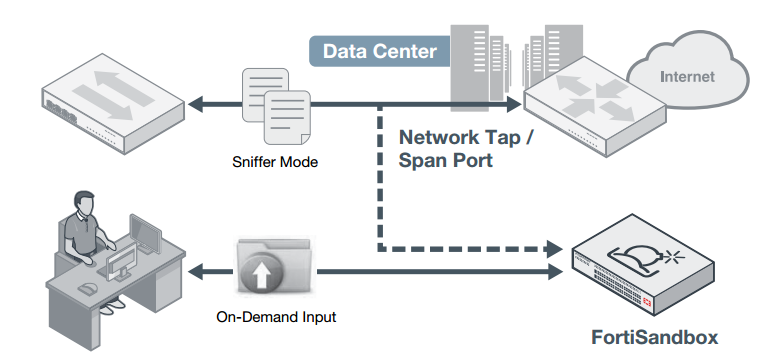 Data Center
Internet
Network Tap /
Span Port
Sniffer Mode
On-Demand Input
FortiSandbox